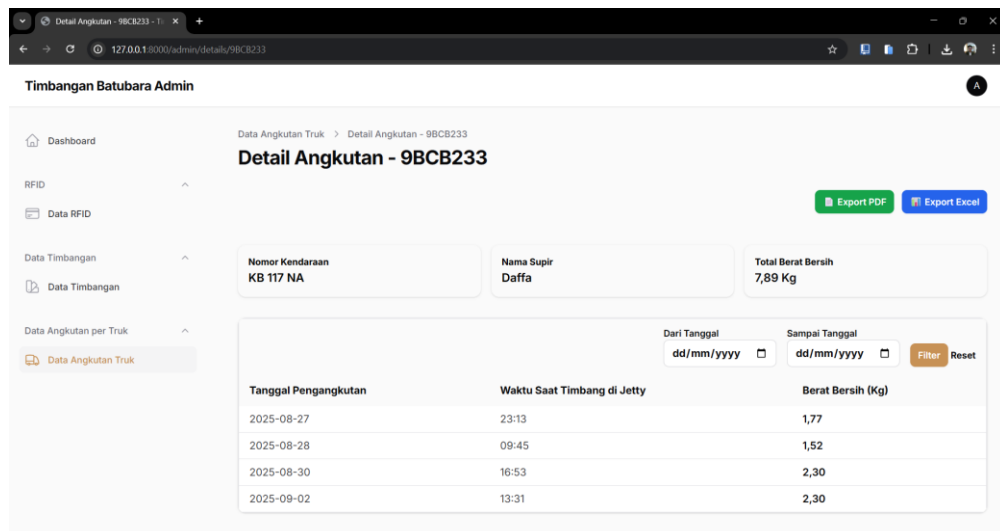 Detail Angkutan - 9BCB233 - Ti
127.0.0.1:8000/admin/details/9BCB233
Timbangan Batubara Admin
A
Dashboard
RFID
Data RFID
Data Timbangan
Data Timbangan
Data Angkutan per Truk
Data Angkutan Truk
Data Angkutan Truk > Detail Angkutan - 9BCB233
Detail Angkutan - 9BCB233
Export PDF Export Excel
Nomor Kendaraan
KB 117 NA
Nama Supir
Daffa
Total Berat Bersih
7,89 Kg
Dari Tanggal Sampai Tanggal
dd/mm/yyyy dd/mm/yyyy Filter Reset
Tanggal Pengangkutan Waktu Saat Timbang di Jetty Berat Bersih (Kg)
2025-08-27 23:13 1,77
2025-08-28 09:45 1,52
2025-08-30 16:53 2,30
2025-09-02 13:31 2,30